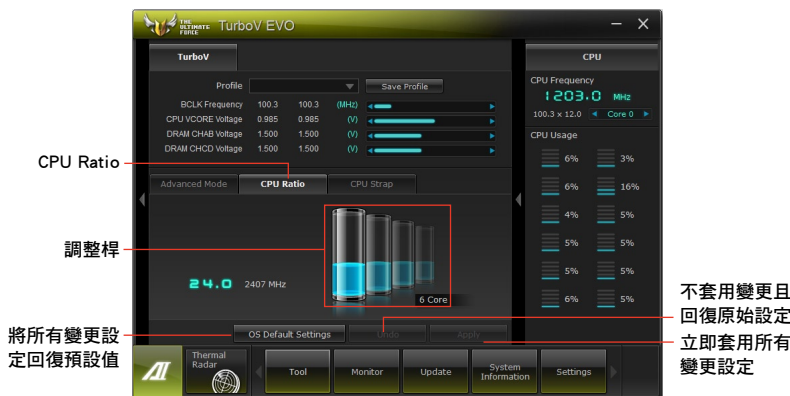 THE ULTIMATE FORCE TurboV EVO
TurboV
Profile
Save Profile
BCLK Frequency 100.3 100.3 (MHz)
CPU VCORE Voltage 0.985 0.985 (V)
DRAM CHAB Voltage 1.500 1.500 (V)
DRAM CHCD Voltage 1.500 1.500 (V)
CPU Ratio
Advanced Mode CPU Ratio CPU Strap
調整桿
24.0 2407 MHz
6 Core
將所有變更設
定回復預設值
OS Default Settings Undo Apply
AI
Thermal
Radar
Tool Monitor Update System
Information Settings
CPU
CPU Frequency
1203.0 MHz
100.3 x 12.0 Core 0
CPU Usage
6% 3%
6% 16%
4% 5%
5% 5%
5% 5%
6% 5%
不套用變更且
回復原始設定
立即套用所有
變更設定